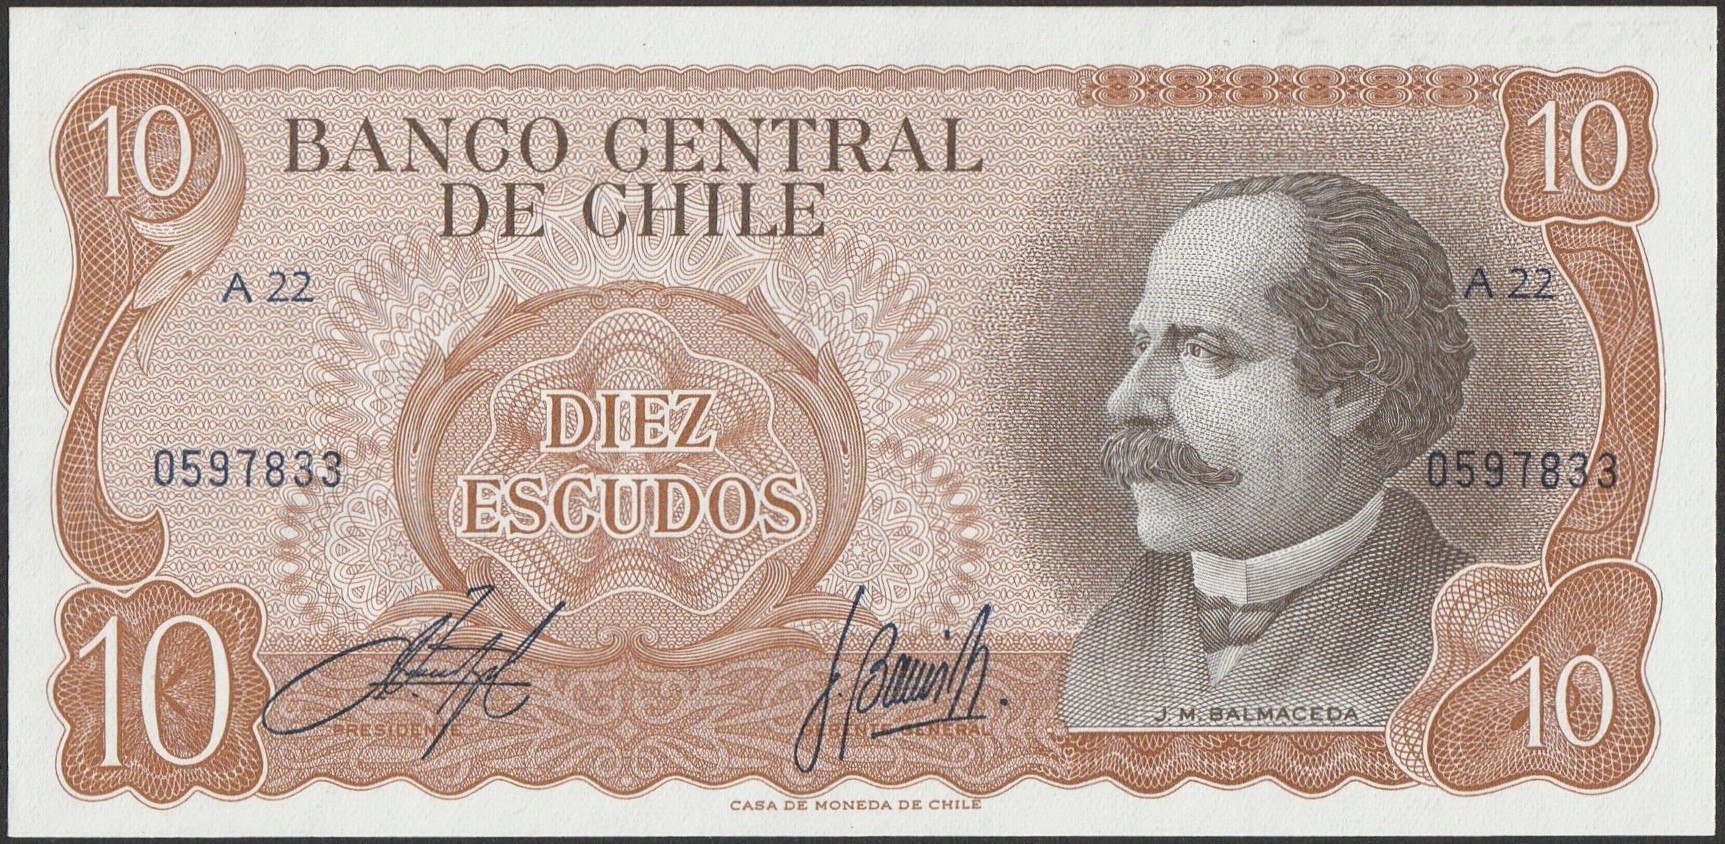 10
10
BANCO CENTRAL
DE CHILE
A 22
A 22
DIEZ
ESCUDOS
0597833
0597833
PRESIDENTE
GENERAL
J. M. BALMACEDA
10
10
CASA DE MONEDA DE CHILE